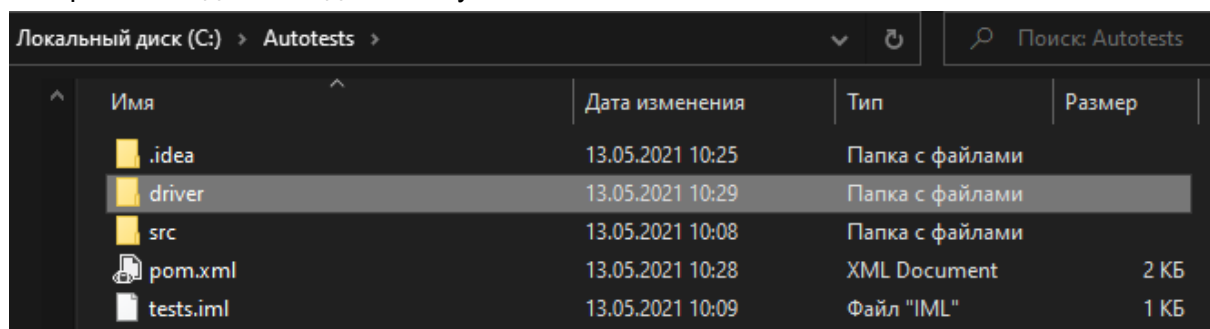 Локальный диск (C:) > Autotests >
Поиск: Autotests
Имя Дата изменения Тип Размер
.idea 13.05.2021 10:25 Папка с файлами
driver 13.05.2021 10:29 Папка с файлами
src 13.05.2021 10:08 Папка с файлами
pom.xml 13.05.2021 10:28 XML Document 2 КБ
tests.iml 13.05.2021 10:09 Файл "IML" 1 КБ